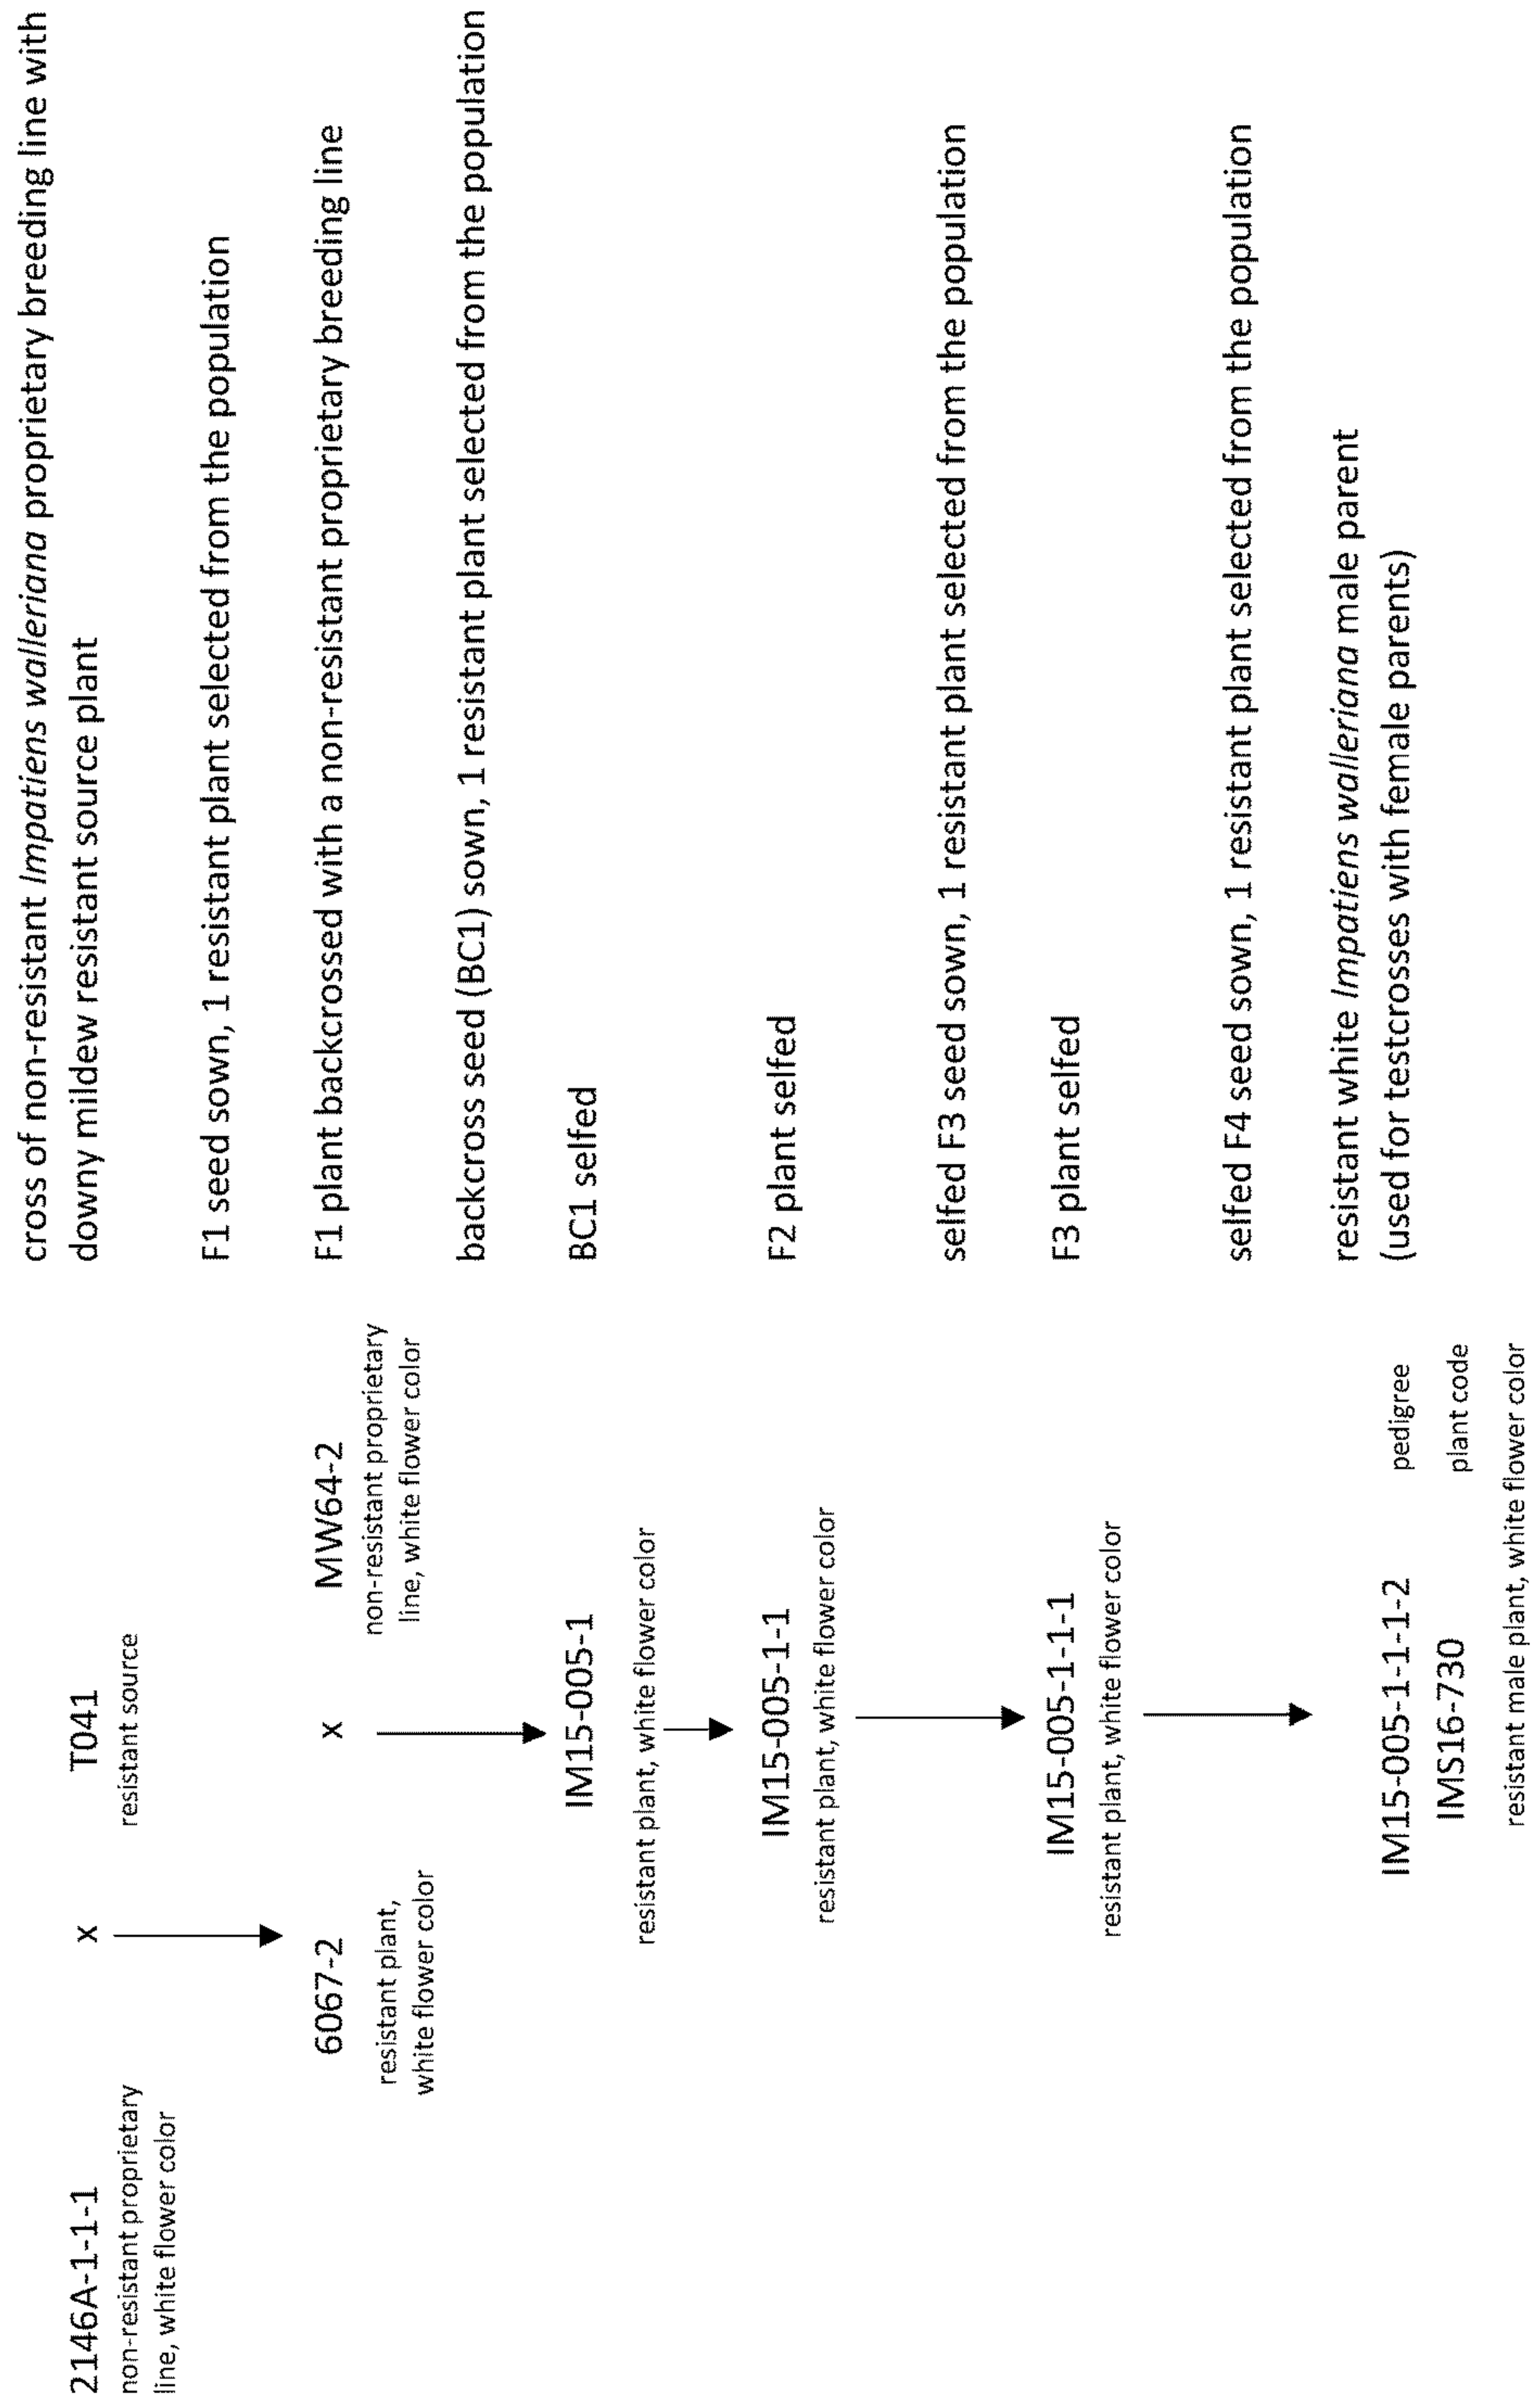 2146A-1-1-1
x
T041
cross of non-resistant Impatiens walleriana proprietary breeding line with
downy mildew resistant source plant
non-resistant proprietary
line, white flower color
resistant source
F1 seed sown, 1 resistant plant selected from the population
6067-2
x
MW64-2
F1 plant backcrossed with a non-resistant proprietary breeding line
resistant plant,
white flower color
non-resistant proprietary
line, white flower color
backcross seed (BC1) sown, 1 resistant plant selected from the population
IM15-005-1
BC1 selfed
resistant plant, white flower color
IM15-005-1-1
F2 plant selfed
resistant plant, white flower color
selfed F3 seed sown, 1 resistant plant selected from the population
IM15-005-1-1-1
F3 plant selfed
resistant plant, white flower color
selfed F4 seed sown, 1 resistant plant selected from the population
resistant white Impatiens walleriana male parent
(used for testcrosses with female parents)
IM15-005-1-1-1-2
pedigree
IMS16-730
plant code
resistant male plant, white flower color